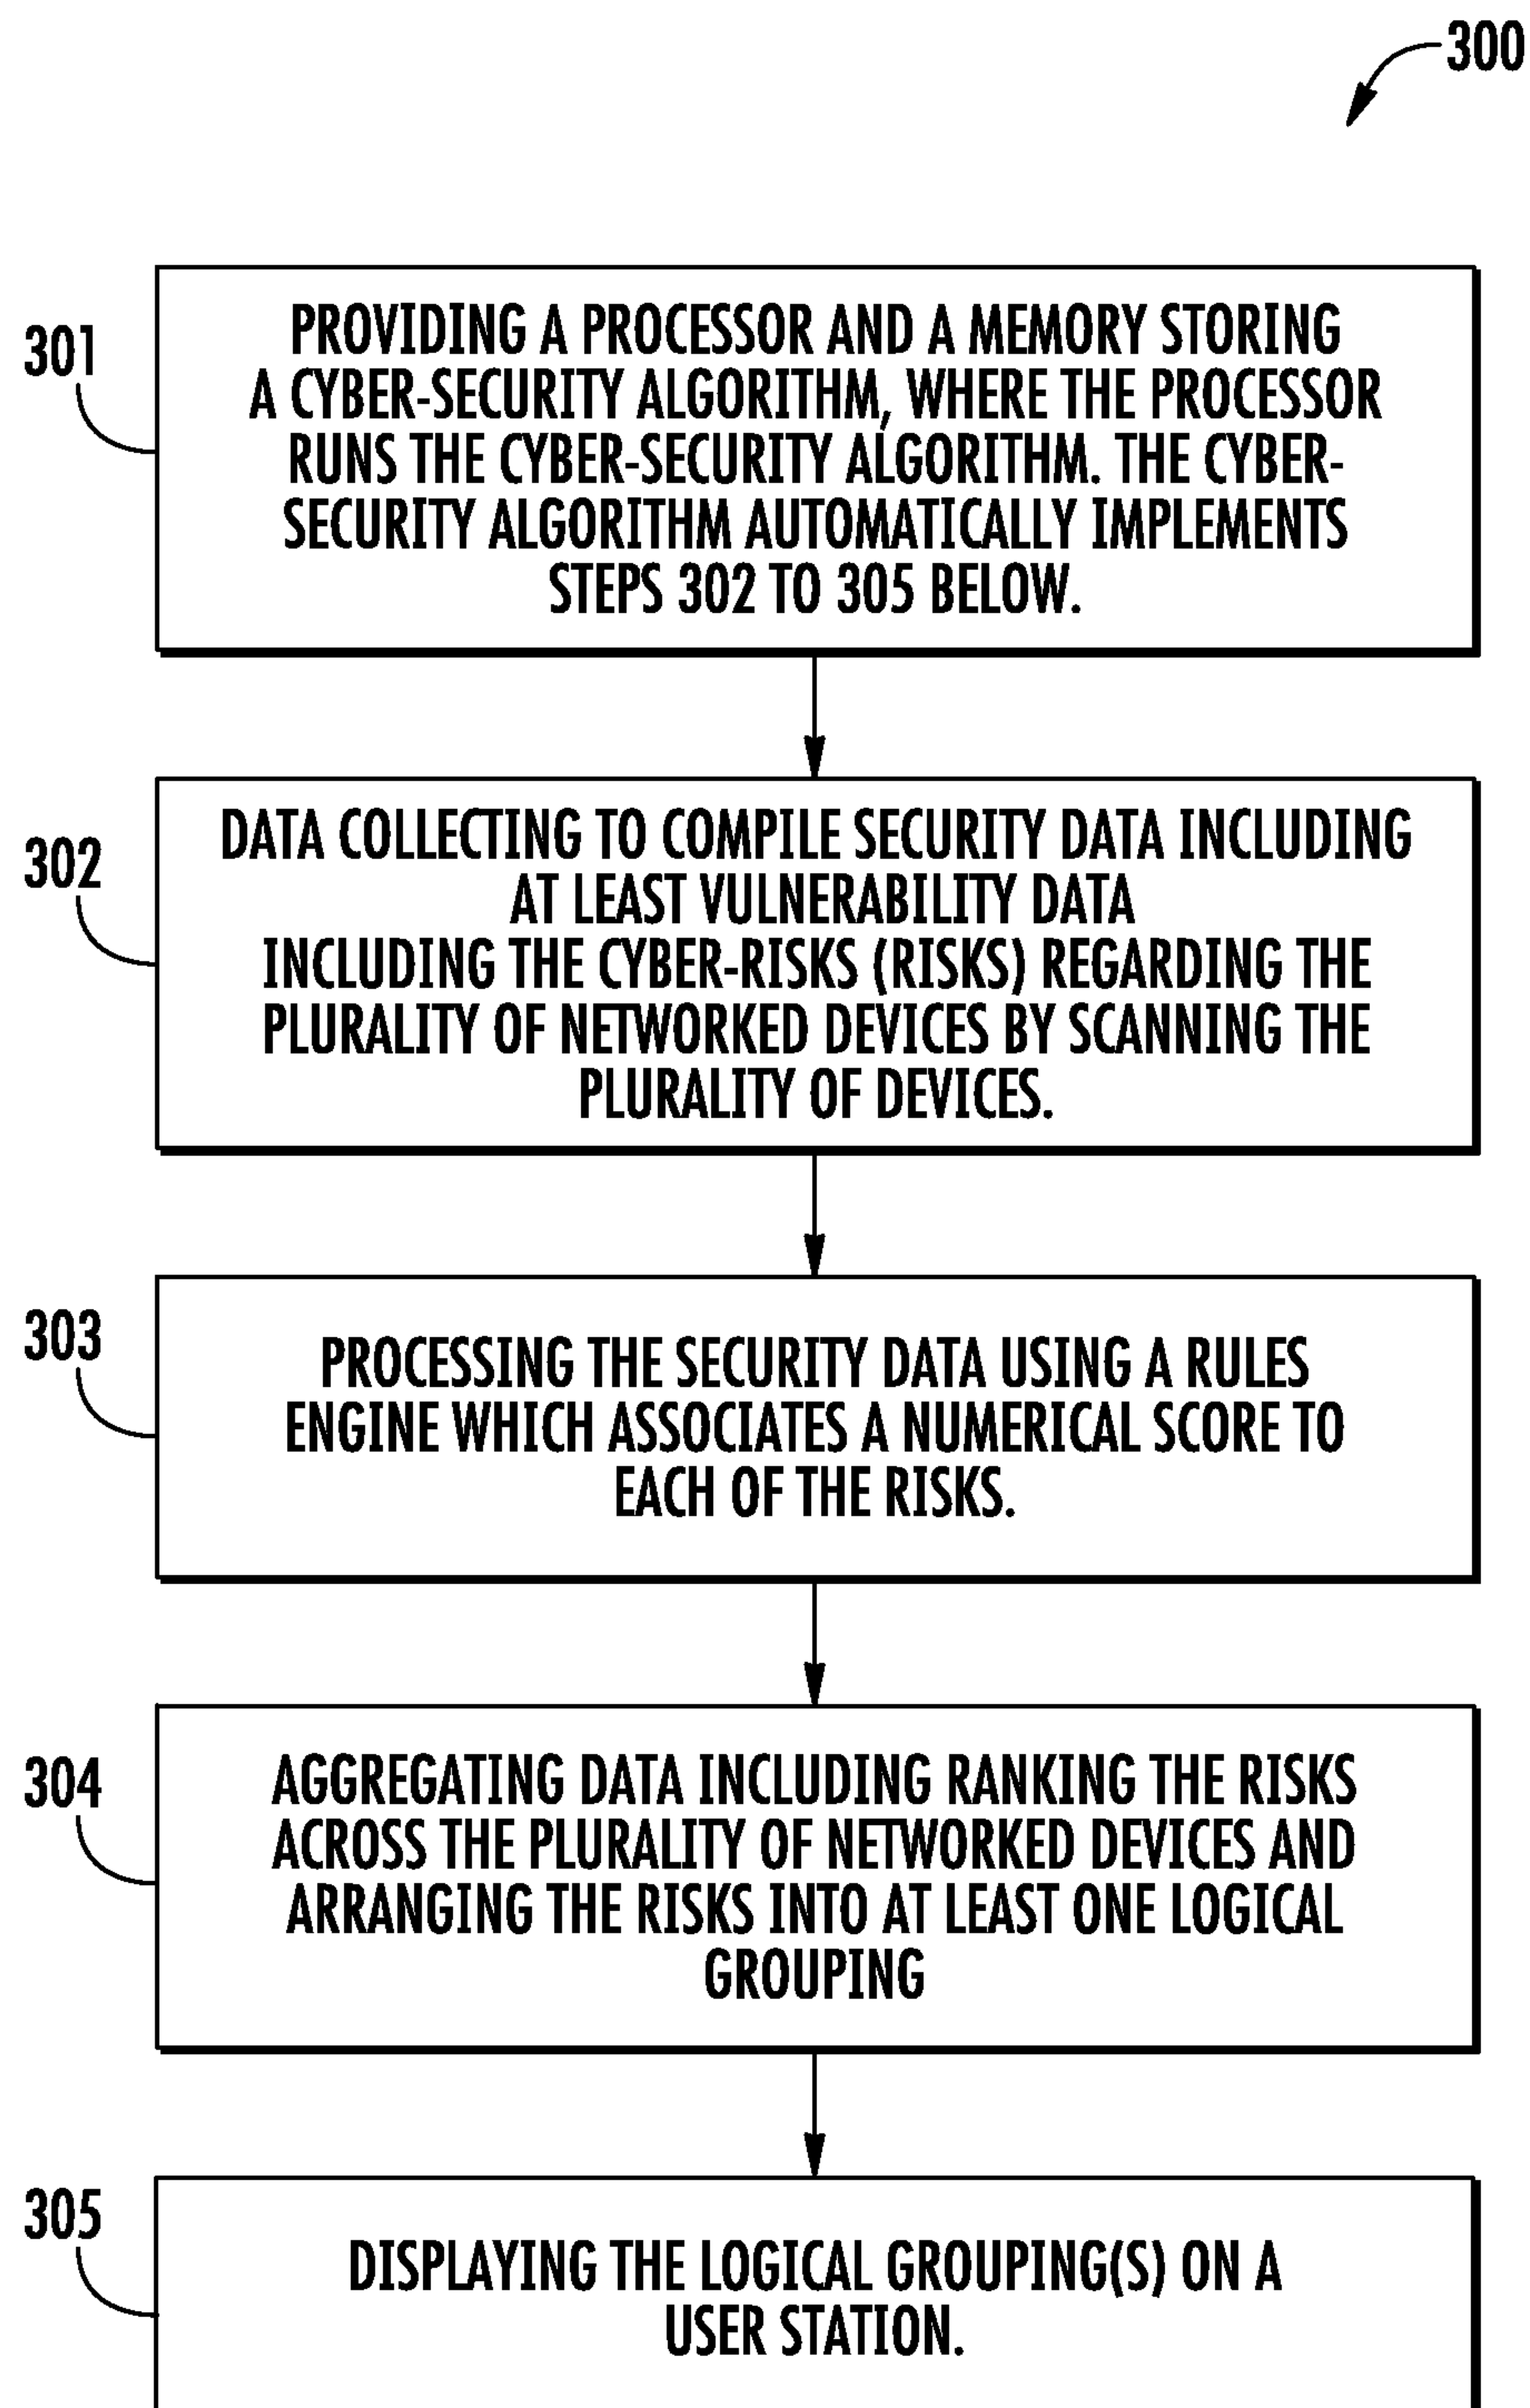 300
301
PROVIDING A PROCESSOR AND A MEMORY STORING
A CYBER-SECURITY ALGORITHM, WHERE THE PROCESSOR
RUNS THE CYBER-SECURITY ALGORITHM. THE CYBER-
SECURITY ALGORITHM AUTOMATICALLY IMPLEMENTS
STEPS 302 TO 305 BELOW.
302
DATA COLLECTING TO COMPILE SECURITY DATA INCLUDING
AT LEAST VULNERABILITY DATA
INCLUDING THE CYBER-RISKS (RISKS) REGARDING THE
PLURALITY OF NETWORKED DEVICES BY SCANNING THE
PLURALITY OF DEVICES.
303
PROCESSING THE SECURITY DATA USING A RULES
ENGINE WHICH ASSOCIATES A NUMERICAL SCORE TO
EACH OF THE RISKS.
304
AGGREGATING DATA INCLUDING RANKING THE RISKS
ACROSS THE PLURALITY OF NETWORKED DEVICES AND
ARRANGING THE RISKS INTO AT LEAST ONE LOGICAL
GROUPING
305
DISPLAYING THE LOGICAL GROUPING(S) ON A
USER STATION.